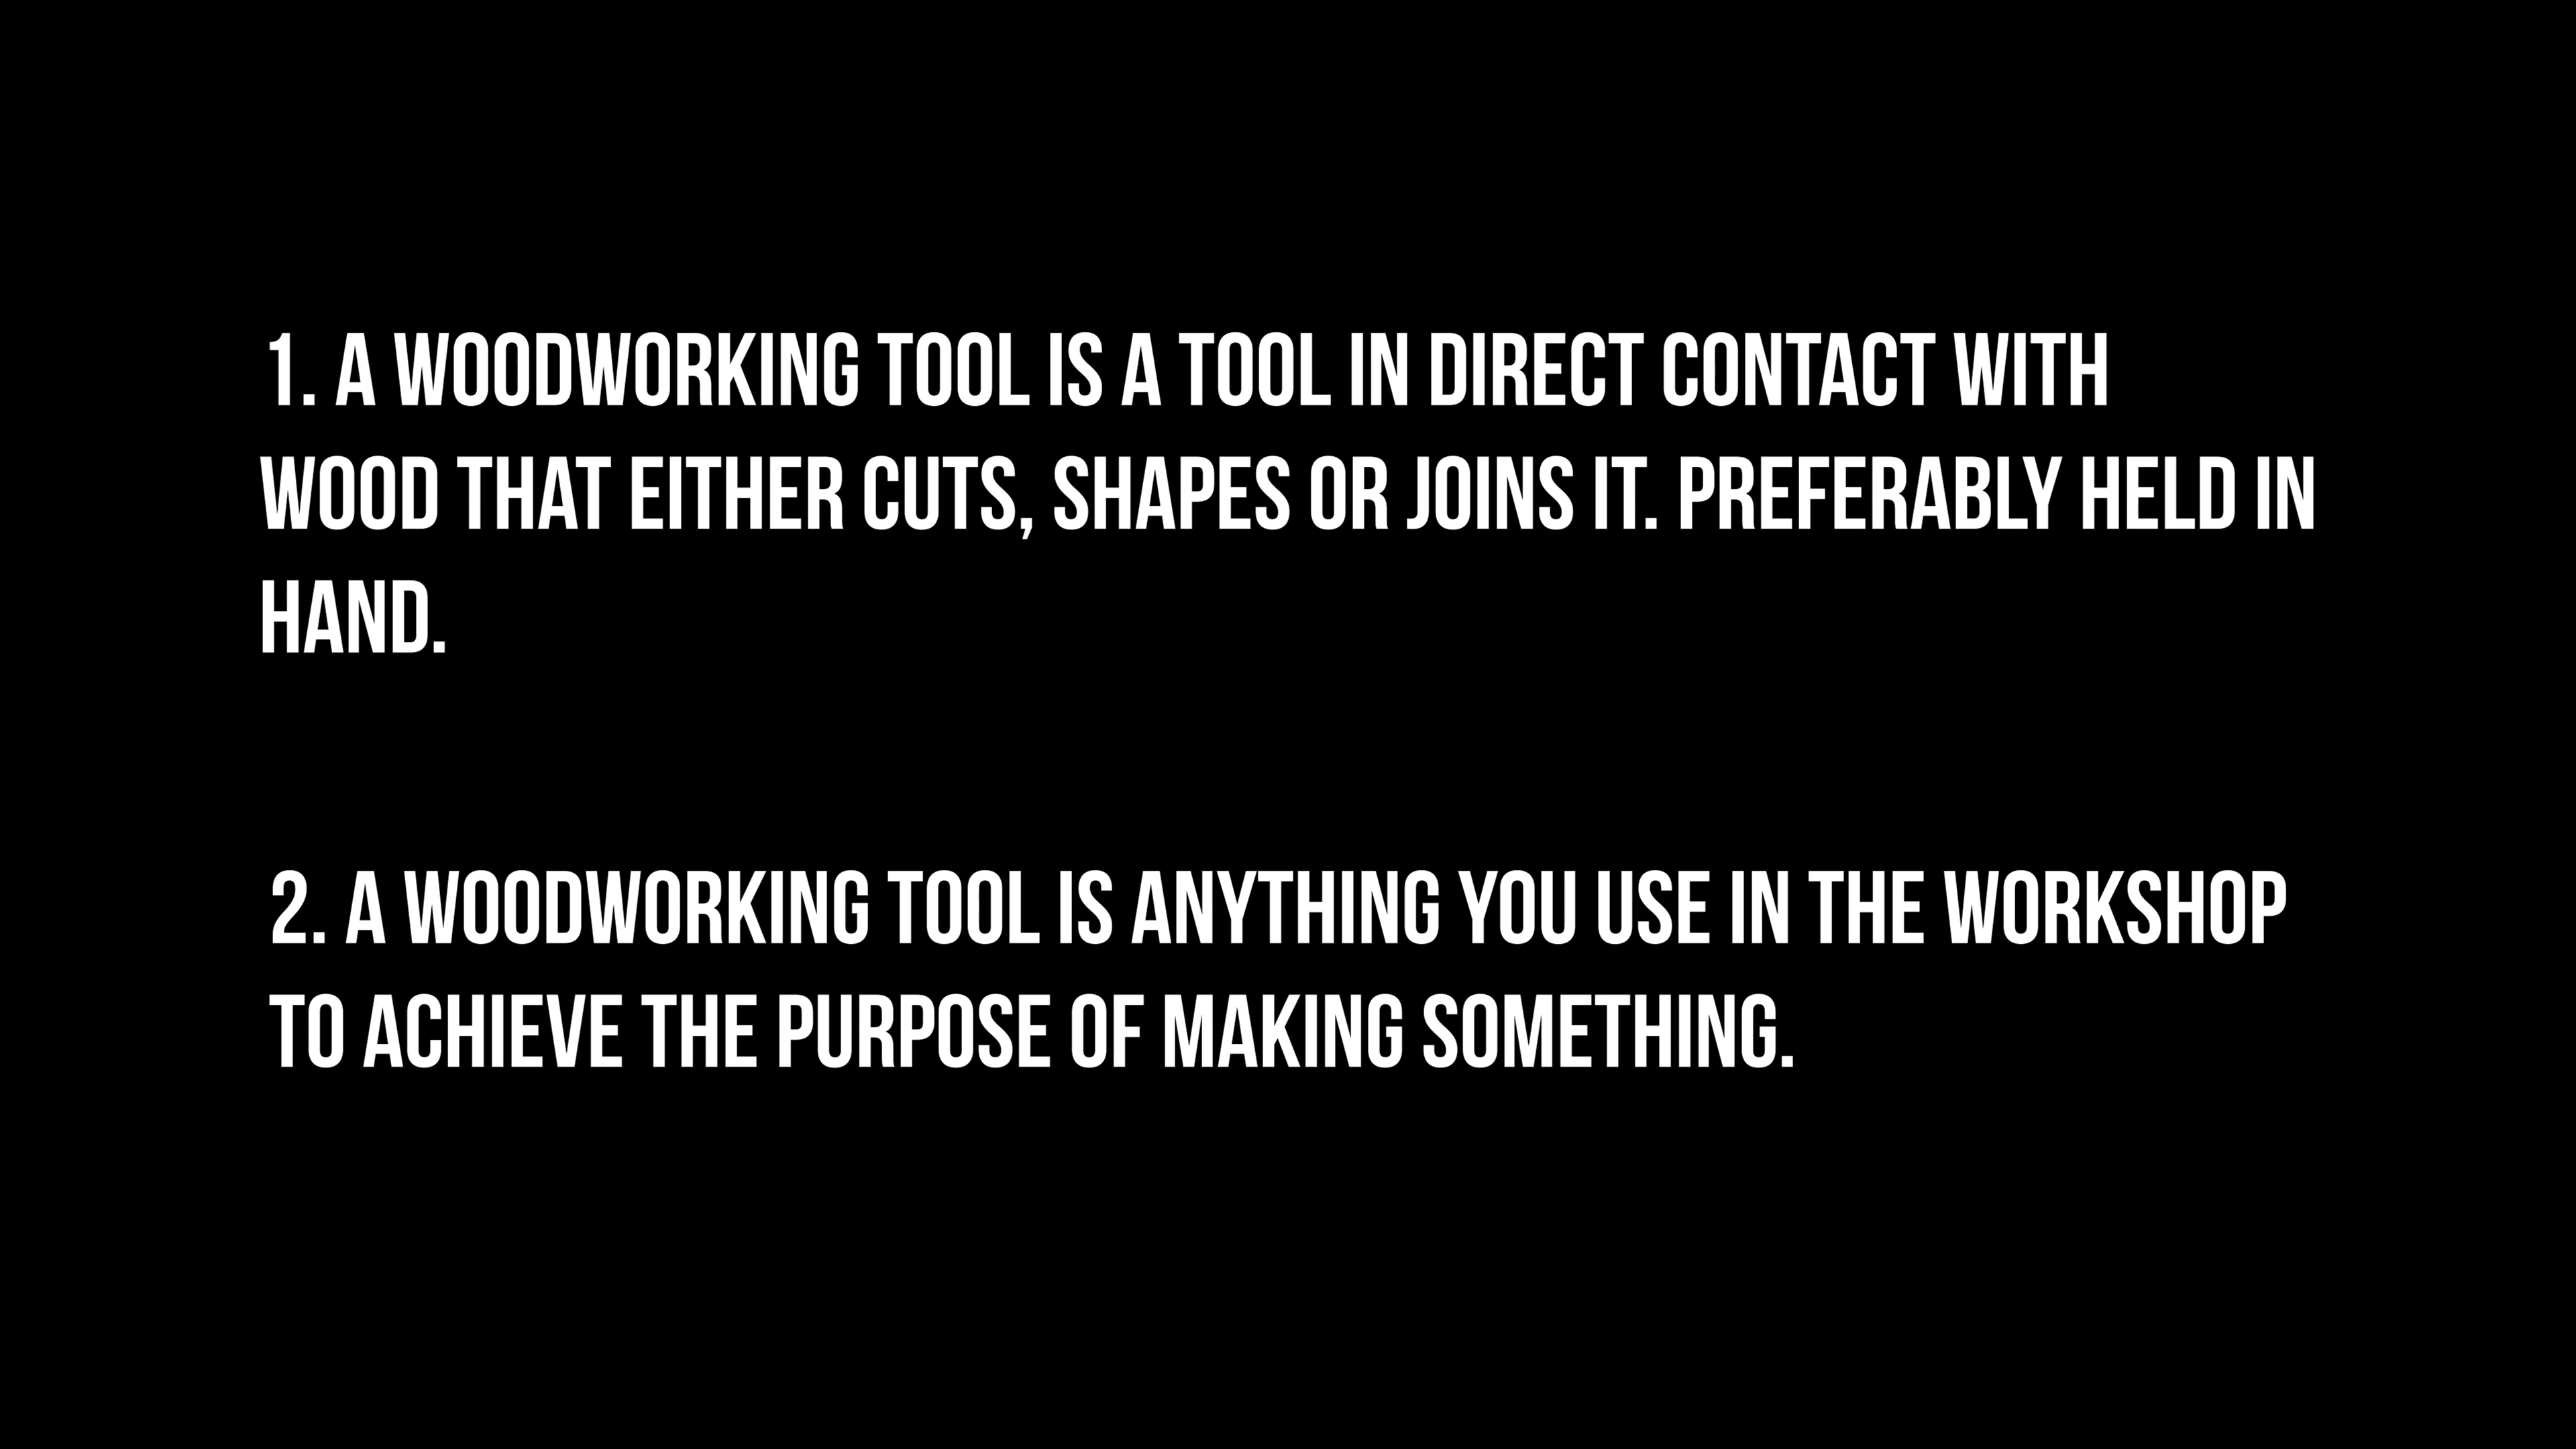 1. A WOODWORKING TOOL IS A TOOL IN DIRECT CONTACT WITH
WOOD THAT EITHER CUTS, SHAPES OR JOINS IT. PREFERABLY HELD IN
HAND.
2. A WOODWORKING TOOL IS ANYTHING YOU USE IN THE WORKSHOP
TO ACHIEVE THE PURPOSE OF MAKING SOMETHING.